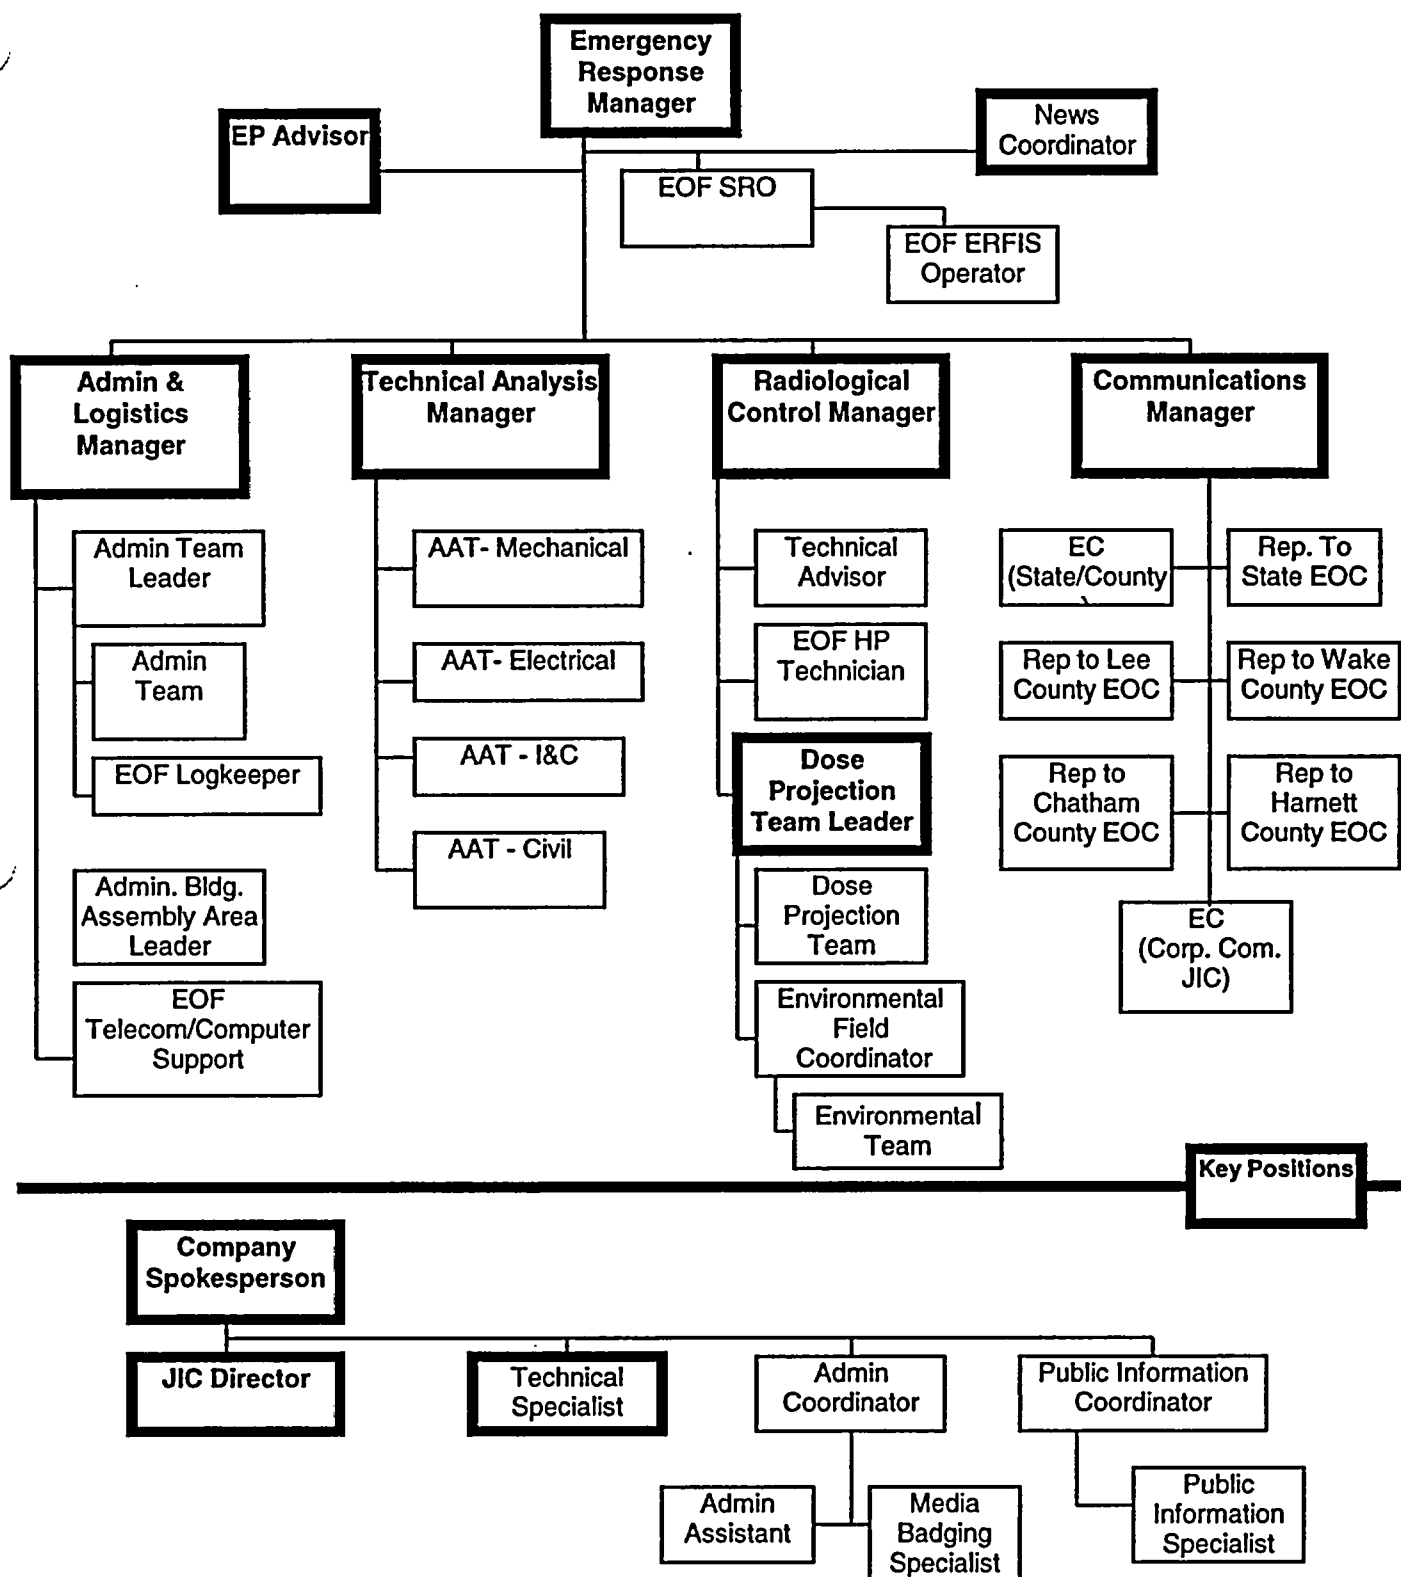 Emergency
Response
Manager
EP Advisor
News
Coordinator
EOF SRO
EOF ERFIS
Operator
Admin &
Logistics
Manager
Technical Analysis
Manager
Radiological
Control Manager
Communications
Manager
Admin Team
Leader
Admin
Team
EOF Logkeeper
Admin. Bldg.
Assembly Area
Leader
EOF
Telecom/Computer
Support
AAT- Mechanical
AAT- Electrical
AAT - I&C
AAT - Civil
Technical
Advisor
EOF HP
Technician
Dose
Projection
Team Leader
Dose
Projection
Team
Environmental
Field
Coordinator
Environmental
Team
EC
(State/County
)
Rep. To
State EOC
Rep to Lee
County EOC
Rep to Wake
County EOC
Rep to
Chatham
County EOC
Rep to
Harnett
County EOC
EC
(Corp. Com.
JIC)
Key Positions
Company
Spokesperson
JIC Director
Technical
Specialist
Admin
Coordinator
Public Information
Coordinator
Admin
Assistant
Media
Badging
Specialist
Public
Information
Specialist